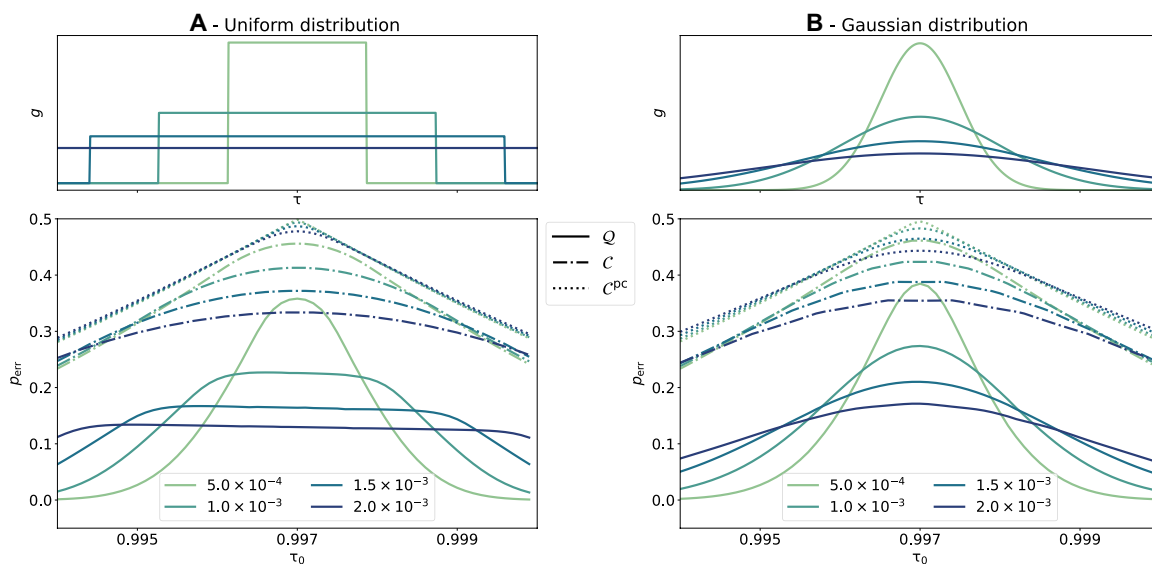 A - Uniform distribution
g
τ
0.5
0.4
0.3
0.2
0.1
0.0
p_err
5.0 × 10⁻⁴
1.0 × 10⁻³
1.5 × 10⁻³
2.0 × 10⁻³
0.995
0.997
0.999
τ₀
Q
C
C^pc
B - Gaussian distribution
g
τ
0.5
0.4
0.3
0.2
0.1
0.0
p_err
5.0 × 10⁻⁴
1.0 × 10⁻³
1.5 × 10⁻³
2.0 × 10⁻³
0.995
0.997
0.999
τ₀